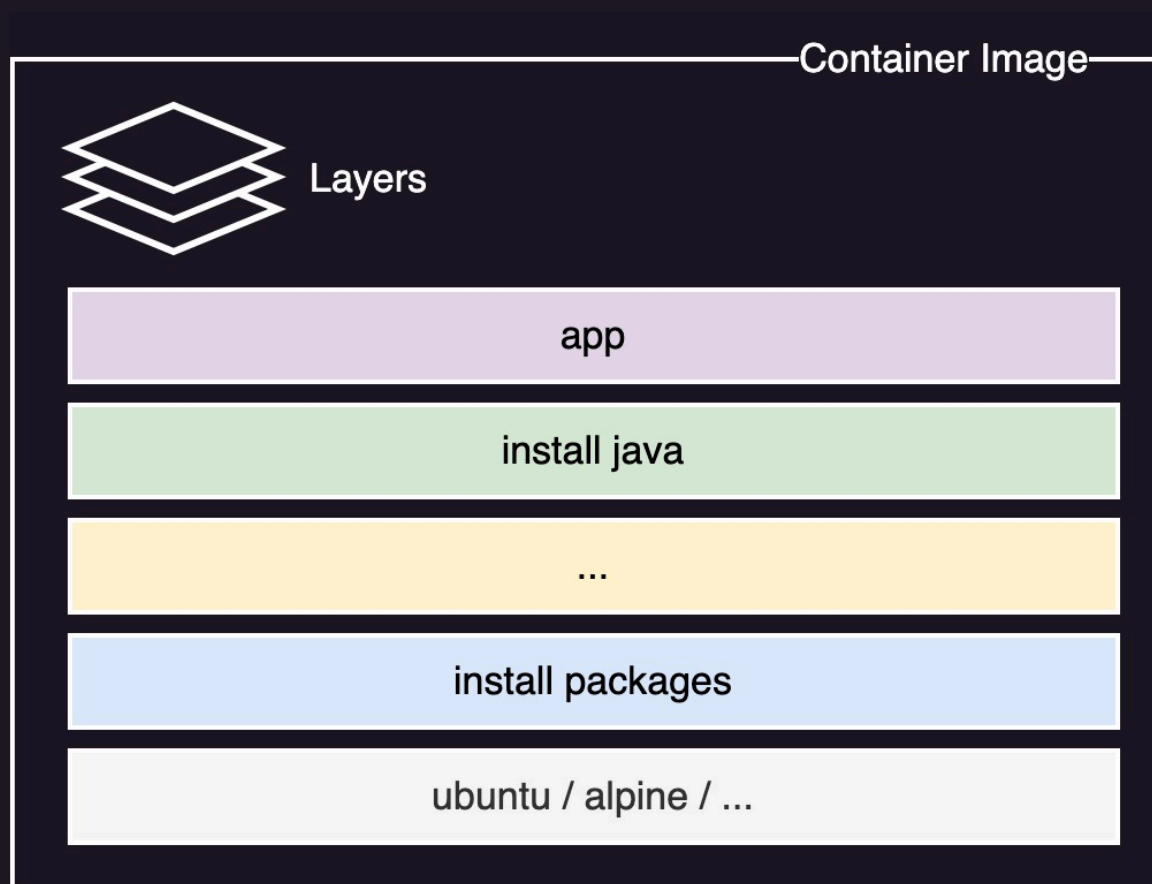 Container Image
Layers
app
install java
...
install packages
ubuntu / alpine / ...